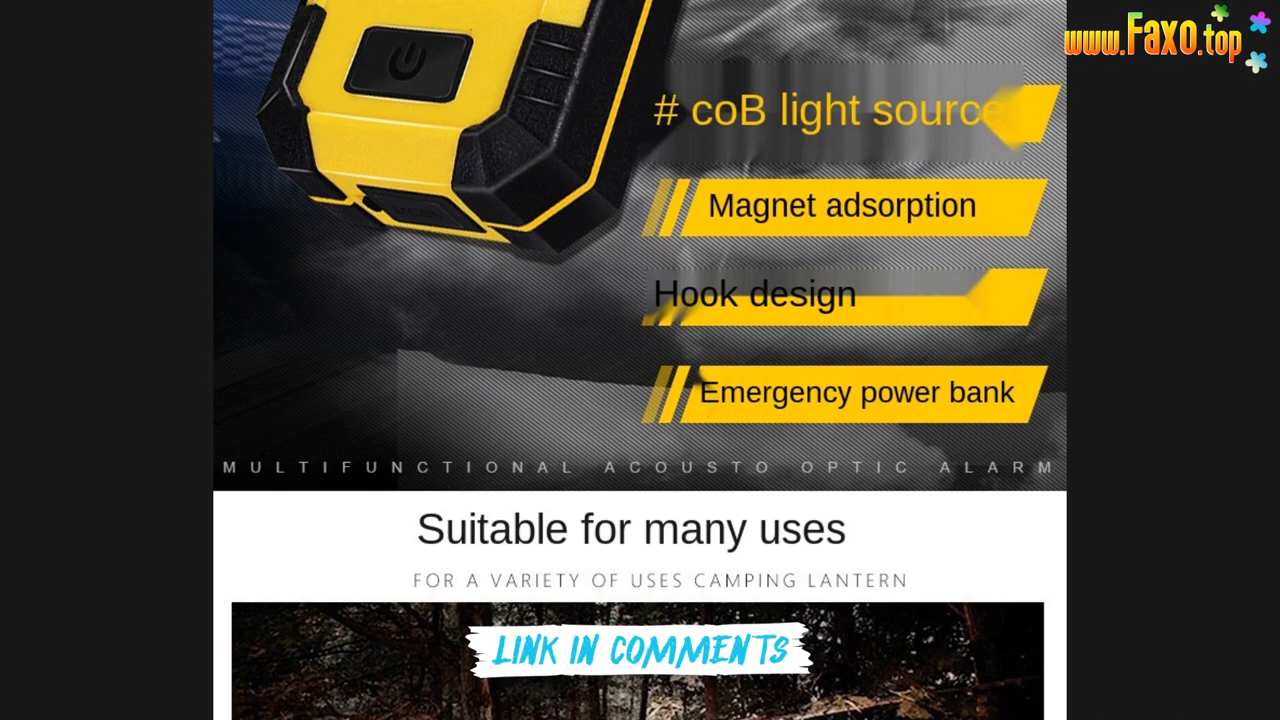 www.Faxo.top
# coB light source
Magnet adsorption
Hook design
Emergency power bank
MULTIFUNCTIONAL ACOUSTO OPTIC ALARM
Suitable for many uses
FOR A VARIETY OF USES CAMPING LANTERN
LINK IN COMMENTS